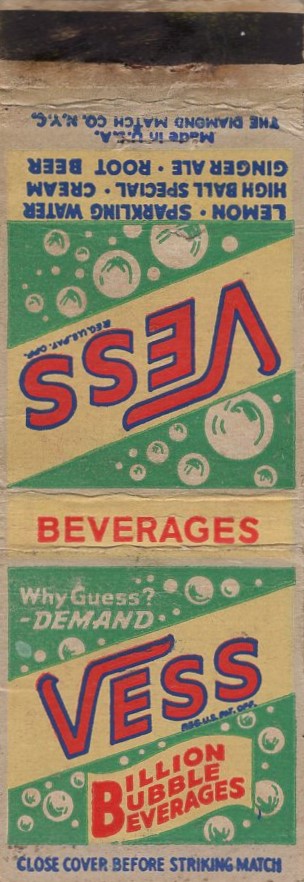 Made in U.S.A.
THE DIAMOND MATCH CO. N.Y.C.
LEMON • SPARKLING WATER
HIGH BALL SPECIAL • CREAM
GINGER ALE • ROOT BEER
VESS
REG. U.S. PAT. OFF.
BEVERAGES
Why Guess?
-DEMAND-
VESS
REG. U.S. PAT. OFF.
BILLION
BUBBLE
BEVERAGES
CLOSE COVER BEFORE STRIKING MATCH